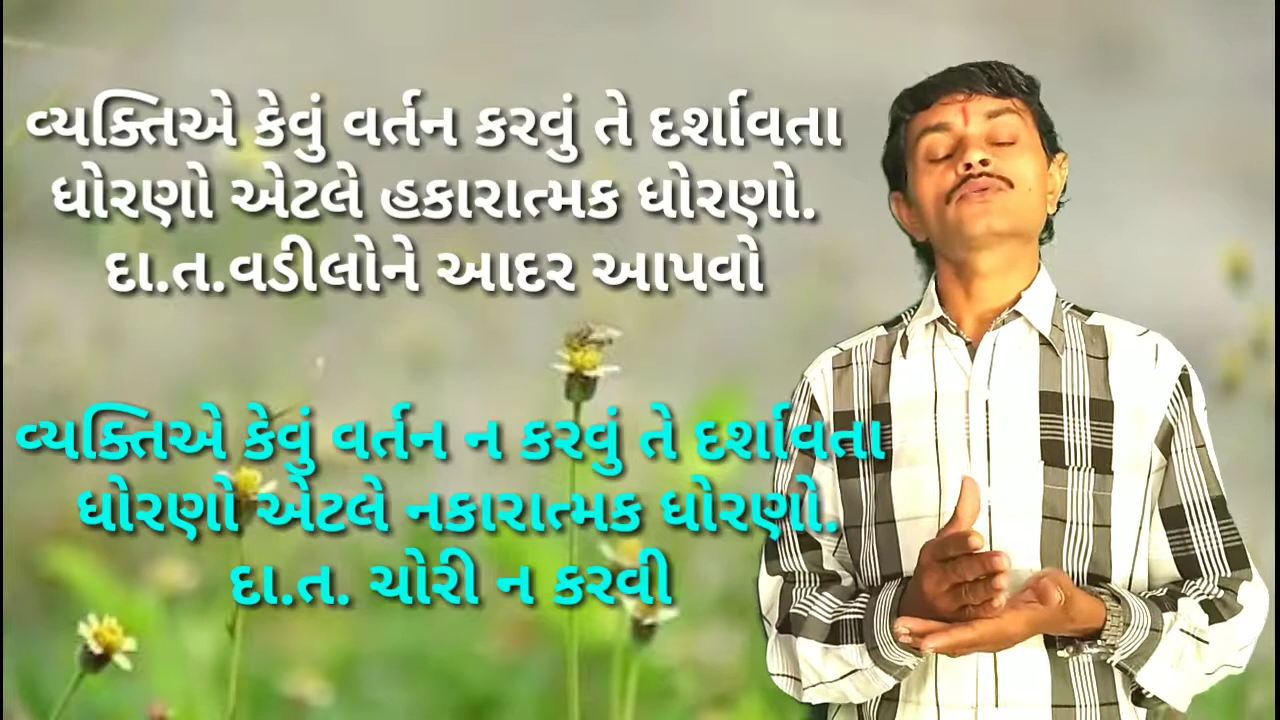 વ્યક્તિએ કેવું વર્તન કરવું તે દર્શાવતા
ધોરણો એટલે હકારાત્મક ધોરણો.
દા.ત.વડીલોને આદર આપવો
વ્યક્તિએ કેવું વર્તન ન કરવું તે દર્શાવતા
ધોરણો એટલે નકારાત્મક ધોરણો.
દા.ત. ચોરી ન કરવી